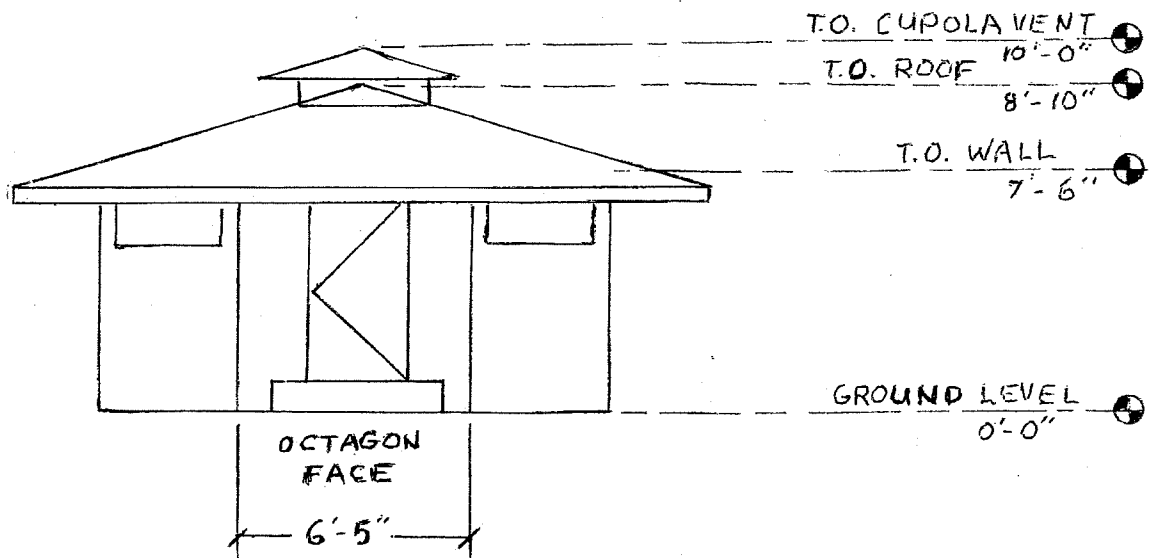 T.O. CUPOLA VENT
10'-0"
T.O. ROOF
8'-10"
T.O. WALL
7'-6"
GROUND LEVEL
0'-0"
OCTAGON
FACE
6'-5"